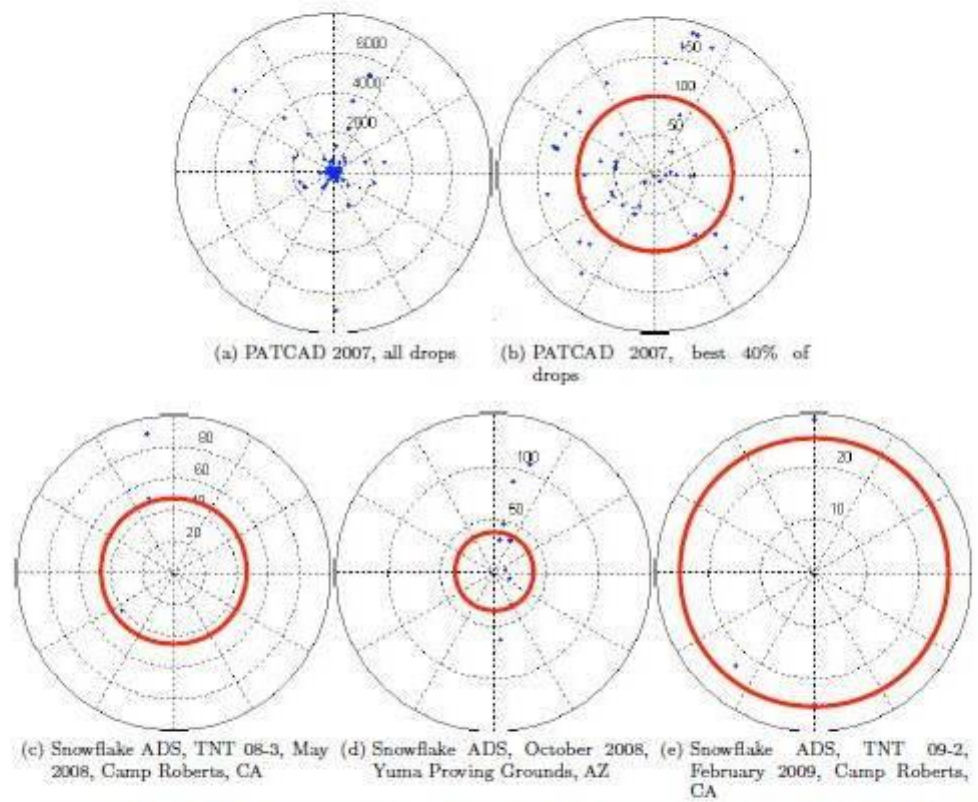 6000
4000
2000
150
100
50
(a) PATCAD 2007, all drops
(b) PATCAD 2007, best 40% of
drops
80
60
40
20
100
50
20
10
(c) Snowflake ADS, TNT 08-3, May
2008, Camp Roberts, CA
(d) Snowflake ADS, October 2008,
Yuma Proving Grounds, AZ
(e) Snowflake ADS, TNT 09-2,
February 2009, Camp Roberts,
CA